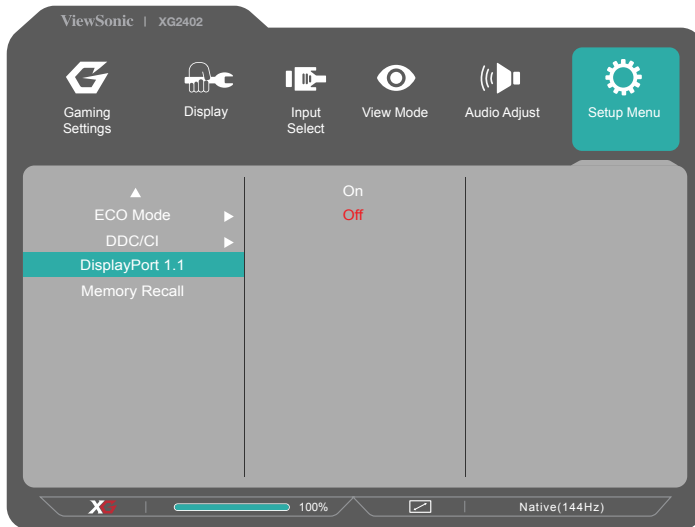 ViewSonic | XG2402
Gaming Settings
Display
Input Select
View Mode
Audio Adjust
Setup Menu
▲
ECO Mode ▶
On
Off
DDC/CI ▶
DisplayPort 1.1
Memory Recall
XG | 100% | Native(144Hz)